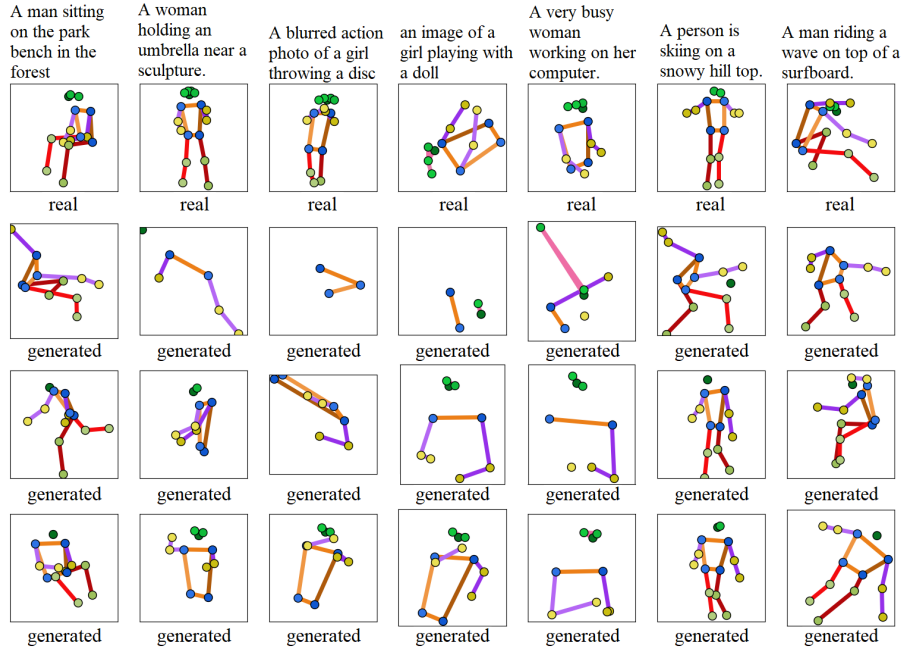 A man sitting
on the park
bench in the
forest
A woman
holding an
umbrella near a
sculpture.
A blurred action
photo of a girl
throwing a disc
an image of a
girl playing with
a doll
A very busy
woman
working on her
computer.
A person is
skiing on a
snowy hill top.
A man riding a
wave on top of a
surfboard.
real real real real real real real
generated generated generated generated generated generated generated
generated generated generated generated generated generated generated
generated generated generated generated generated generated generated